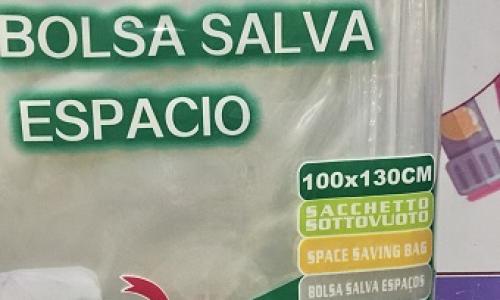 BOLSA SALVA
ESPACIO
100x130CM
SACCHETTO
SOTTOVUOTO
SPACE SAVING BAG
BOLSA SALVA ESPAÇOS